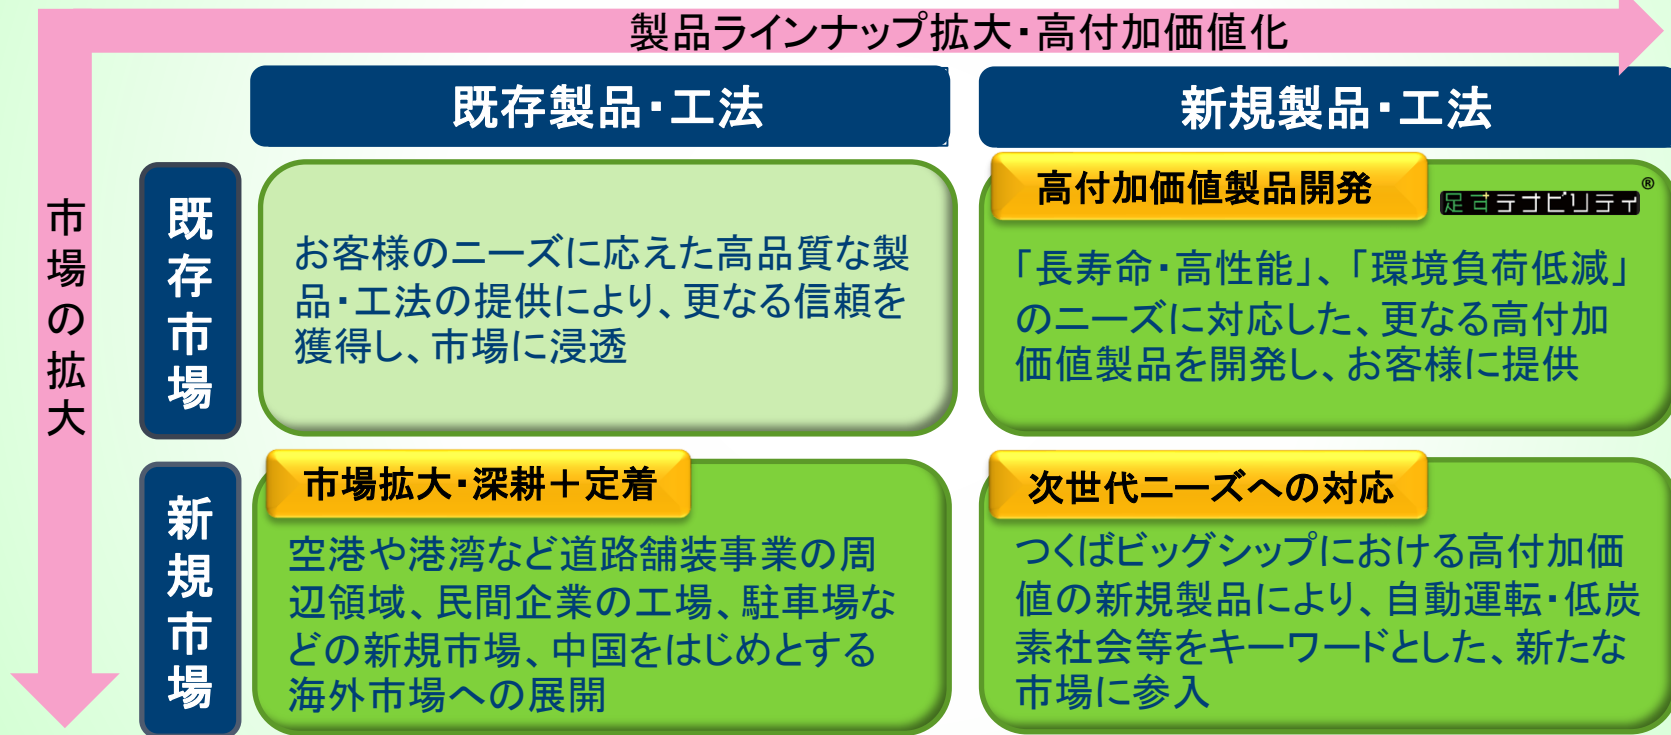 製品ラインナップ拡大・高付加価値化
市場の拡大
既存製品・工法
新規製品・工法
既存市場
お客様のニーズに応えた高品質な製
品・工法の提供により、更なる信頼を
獲得し、市場に浸透
高付加価値製品開発
足すテナビリティ®
「長寿命・高性能」、「環境負荷低減」
のニーズに対応した、更なる高付加
価値製品を開発し、お客様に提供
新規市場
市場拡大・深耕＋定着
空港や港湾など道路舗装事業の周
辺領域、民間企業の工場、駐車場な
どの新規市場、中国をはじめとする
海外市場への展開
次世代ニーズへの対応
つくばビッグシップにおける高付加価
値の新規製品により、自動運転・低炭
素社会等をキーワードとした、新たな
市場に参入